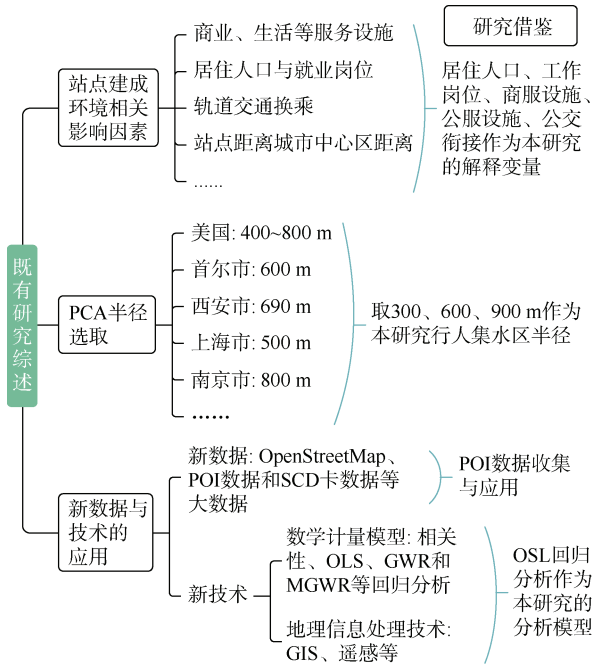 既有研究综述
站点建成
环境相关
影响因素
商业、生活等服务设施
居住人口与就业岗位
轨道交通换乘
站点距离城市中心区距离
......
研究借鉴
居住人口、工作
岗位、商服设施、
公服设施、公交
衔接作为本研究
的解释变量
PCA半径
选取
美国: 400~800 m
首尔市: 600 m
西安市: 690 m
上海市: 500 m
南京市: 800 m
......
取300、600、900 m作为
本研究行人集水区半径
新数据与
技术的
应用
新数据: OpenStreetMap、
POI数据和SCD卡数据等
大数据
POI数据收集
与应用
新技术
数学计量模型: 相关
性、OLS、GWR和
MGWR等回归分析
地理信息处理技术:
GIS、遥感等
OSL回归
分析作为
本研究的
分析模型